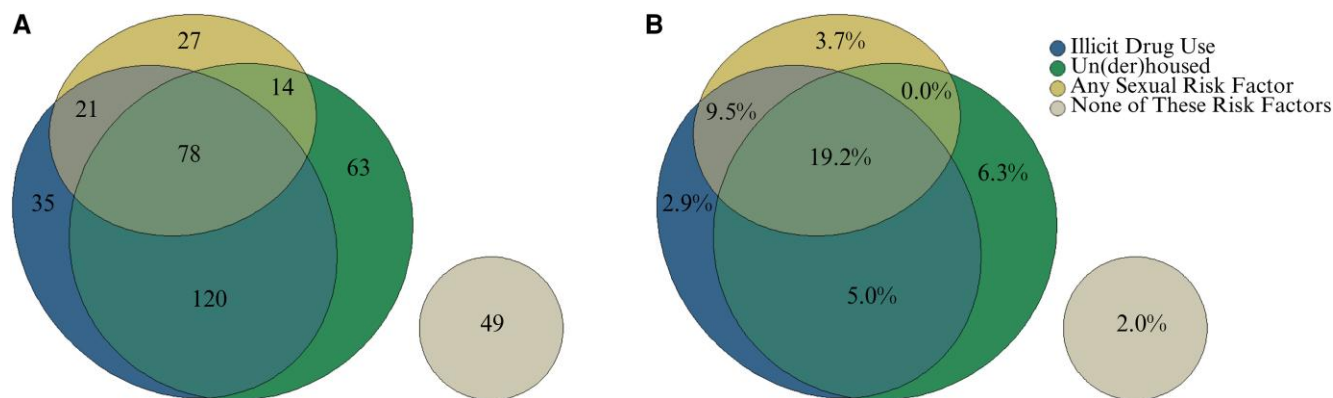 A
27
21
14
78
63
35
120
49
B
3.7%
0.0%
9.5%
19.2%
6.3%
2.9%
5.0%
2.0%
Illicit Drug Use
Un(der)housed
Any Sexual Risk Factor
None of These Risk Factors